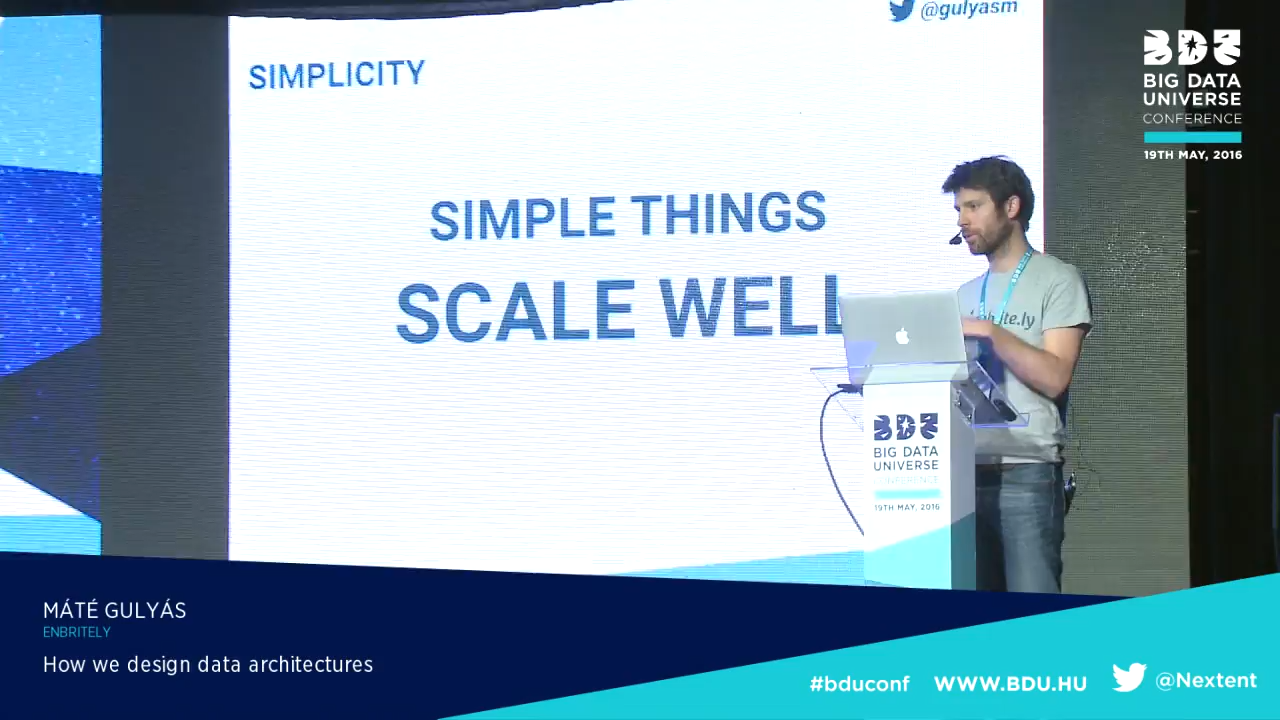 @gulyasm
SIMPLICITY
SIMPLE THINGS
SCALE WELL
BIG DATA
UNIVERSE
CONFERENCE
19TH MAY, 2016
BIG DATA
UNIVERSE
CONFERENCE
19TH MAY, 2016
MÁTÉ GULYÁS
ENBRITELY
How we design data architectures
#bduconf
WWW.BDU.HU
@Nextent